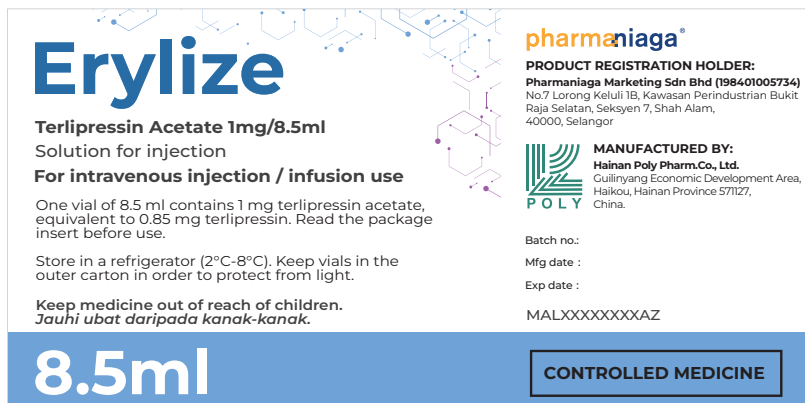 Erylize
Terlipressin Acetate 1mg/8.5ml
Solution for injection
For intravenous injection / infusion use
One vial of 8.5 ml contains 1 mg terlipressin acetate,
equivalent to 0.85 mg terlipressin. Read the package
insert before use.
Store in a refrigerator (2°C-8°C). Keep vials in the
outer carton in order to protect from light.
Keep medicine out of reach of children.
Jauhi ubat daripada kanak-kanak.
8.5ml
pharmaniaga®
PRODUCT REGISTRATION HOLDER:
Pharmaniaga Marketing Sdn Bhd (198401005734)
No.7 Lorong Keluli 1B, Kawasan Perindustrian Bukit
Raja Selatan, Seksyen 7, Shah Alam,
40000, Selangor
POLY
MANUFACTURED BY:
Hainan Poly Pharm.Co., Ltd.
Guilinyang Economic Development Area,
Haikou, Hainan Province 571127,
China.
Batch no.:
Mfg date :
Exp date :
MALXXXXXXXXAZ
CONTROLLED MEDICINE